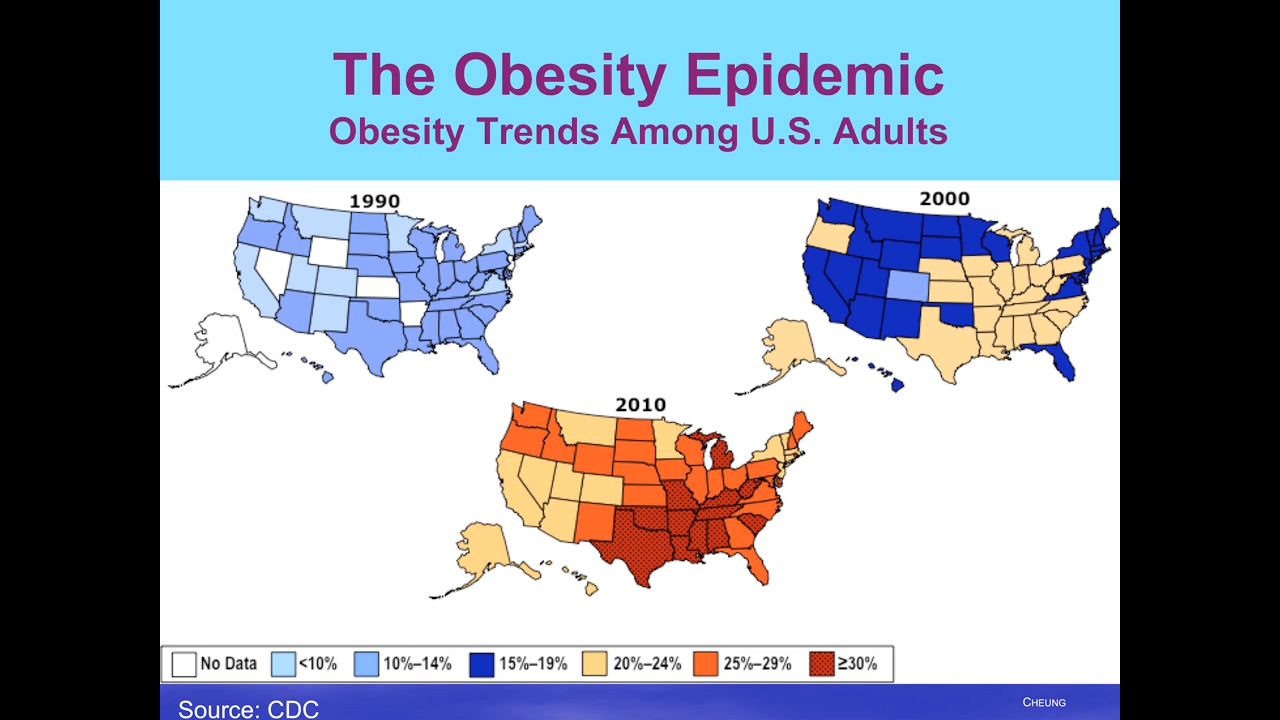 The Obesity Epidemic
Obesity Trends Among U.S. Adults
1990
2000
2010
No Data
<10%
10%–14%
15%–19%
20%–24%
25%–29%
≥30%
Source: CDC
CHEUNG